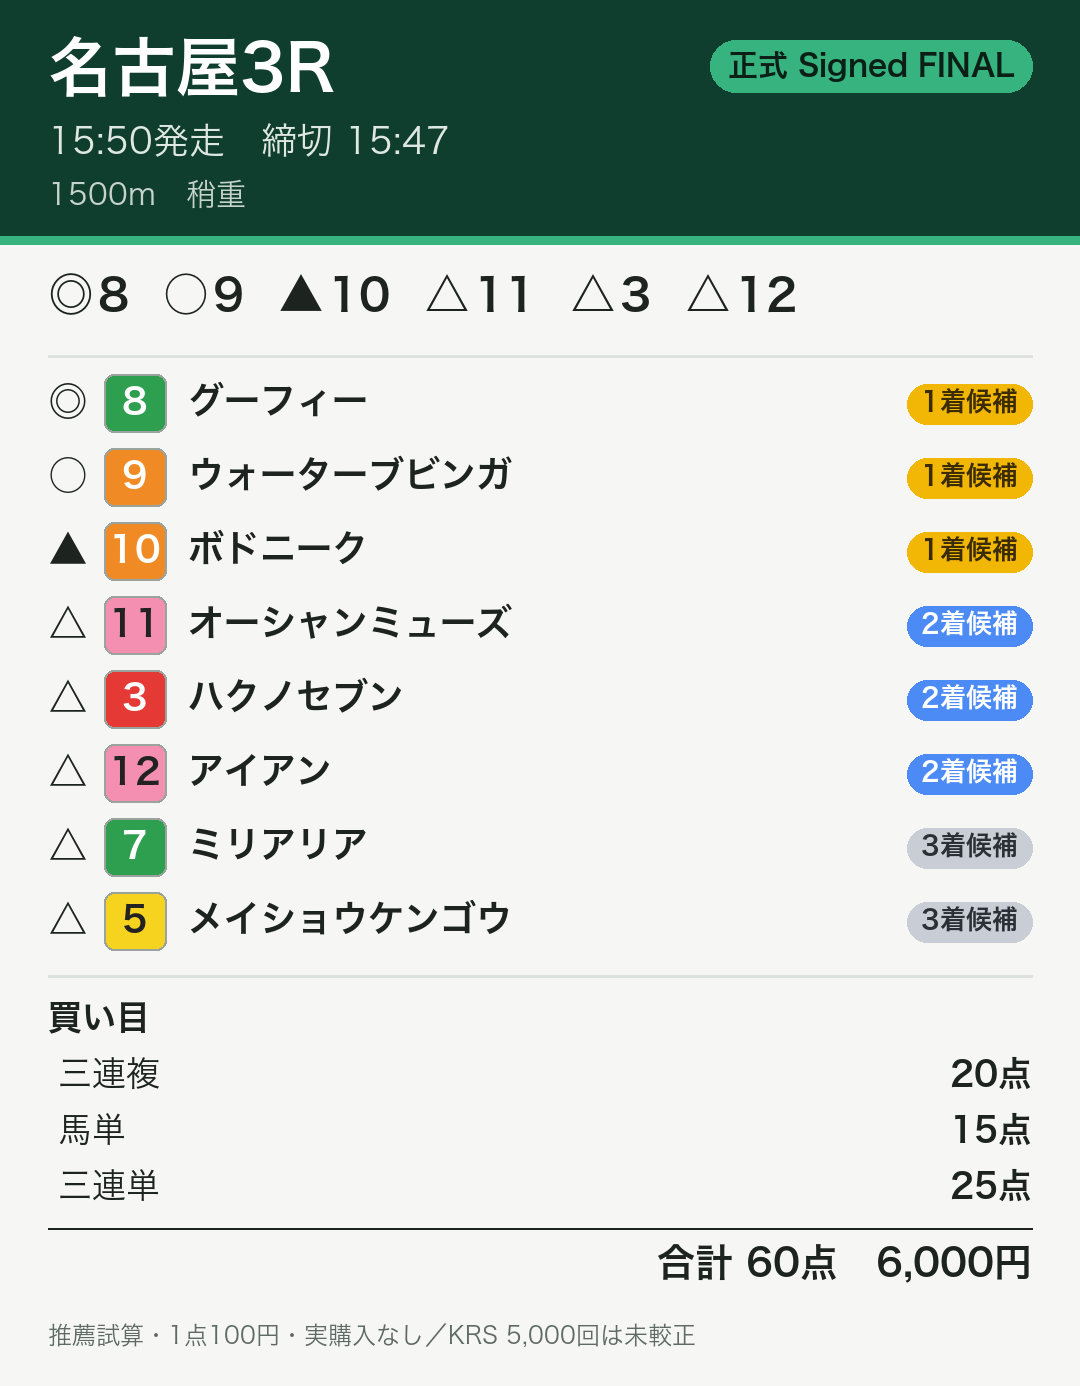 名古屋3R
正式 Signed FINAL
15:50発走　締切 15:47
1500m　稍重
◎8 ○9 ▲10 △11 △3 △12
◎ 8 グーフィー 1着候補
○ 9 ウォーターブビンガ 1着候補
▲ 10 ボドニーク 1着候補
△ 11 オーシャンミューズ 2着候補
△ 3 ハクノセブン 2着候補
△ 12 アイアン 2着候補
△ 7 ミリアリア 3着候補
△ 5 メイショウケンゴウ 3着候補
買い目
三連複 20点
馬単 15点
三連単 25点
合計 60点　6,000円
推薦試算・1点100円・実購入なし／KRS 5,000回は未較正